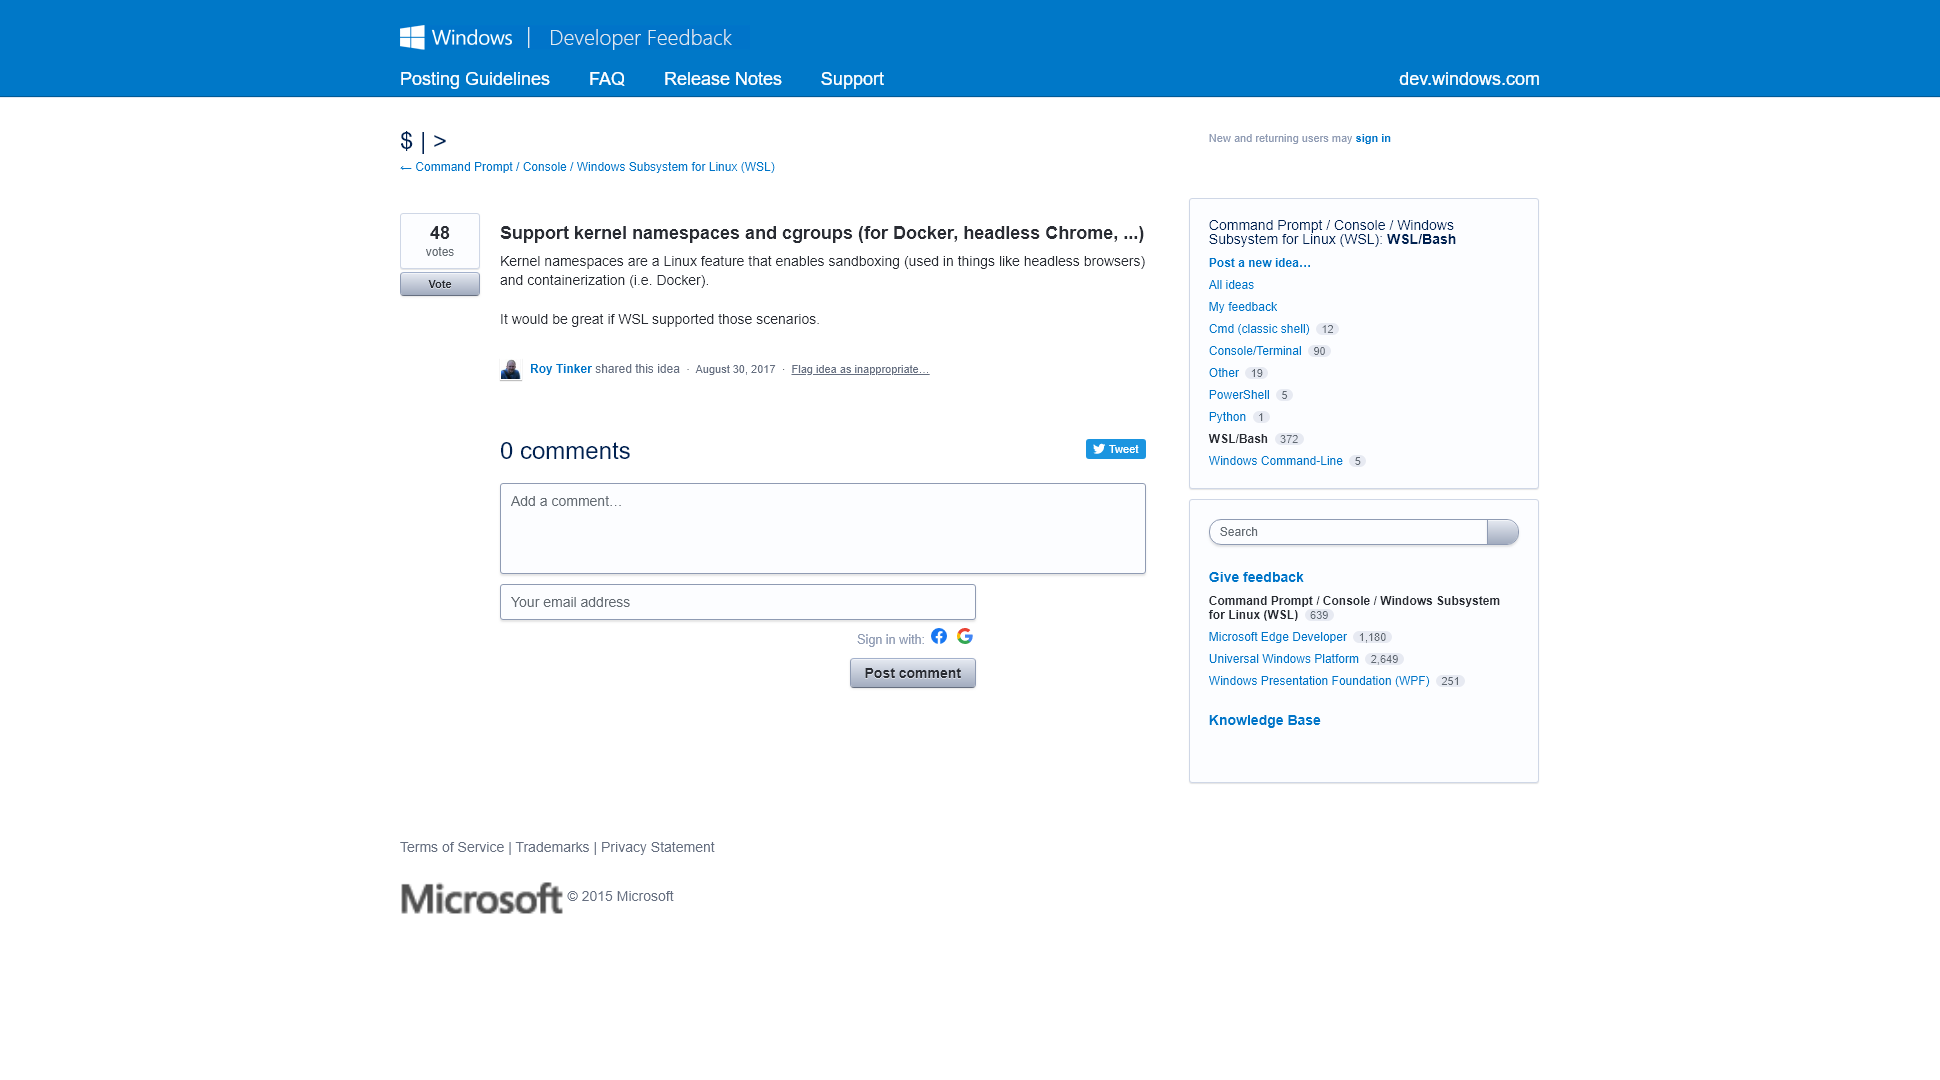 Windows | Developer Feedback
Posting Guidelines FAQ Release Notes Support dev.windows.com
$ | >
← Command Prompt / Console / Windows Subsystem for Linux (WSL)
New and returning users may sign in
48
votes
Vote
Support kernel namespaces and cgroups (for Docker, headless Chrome, ...)
Kernel namespaces are a Linux feature that enables sandboxing (used in things like headless browsers)
and containerization (i.e. Docker).
It would be great if WSL supported those scenarios.
Roy Tinker shared this idea · August 30, 2017 · Flag idea as inappropriate…
0 comments
Tweet
Add a comment…
Your email address
Sign in with:
Post comment
Command Prompt / Console / Windows
Subsystem for Linux (WSL): WSL/Bash
Post a new idea…
All ideas
My feedback
Cmd (classic shell) 12
Console/Terminal 90
Other 19
PowerShell 5
Python 1
WSL/Bash 372
Windows Command-Line 5
Search
Give feedback
Command Prompt / Console / Windows Subsystem
for Linux (WSL) 639
Microsoft Edge Developer 1,180
Universal Windows Platform 2,649
Windows Presentation Foundation (WPF) 251
Knowledge Base
Terms of Service | Trademarks | Privacy Statement
Microsoft © 2015 Microsoft